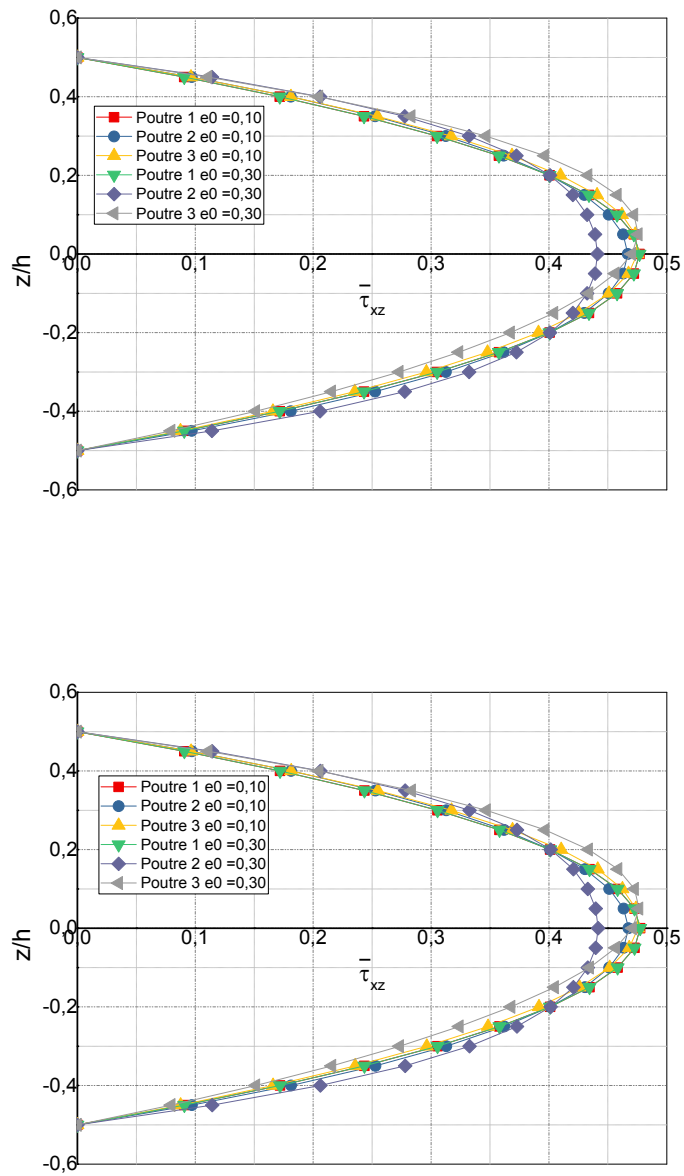 0,6
0,4
Poutre 1 e0 =0,10
Poutre 2 e0 =0,10
Poutre 3 e0 =0,10
Poutre 1 e0 =0,30
Poutre 2 e0 =0,30
Poutre 3 e0 =0,30
0,2
z/h
0,0
0,0 0,1 0,2 0,3 0,4 0,5
τ̅xz
-0,2
-0,4
-0,6
0,6
0,4
Poutre 1 e0 =0,10
Poutre 2 e0 =0,10
Poutre 3 e0 =0,10
Poutre 1 e0 =0,30
Poutre 2 e0 =0,30
Poutre 3 e0 =0,30
0,2
z/h
0,0
0,0 0,1 0,2 0,3 0,4 0,5
τ̅xz
-0,2
-0,4
-0,6